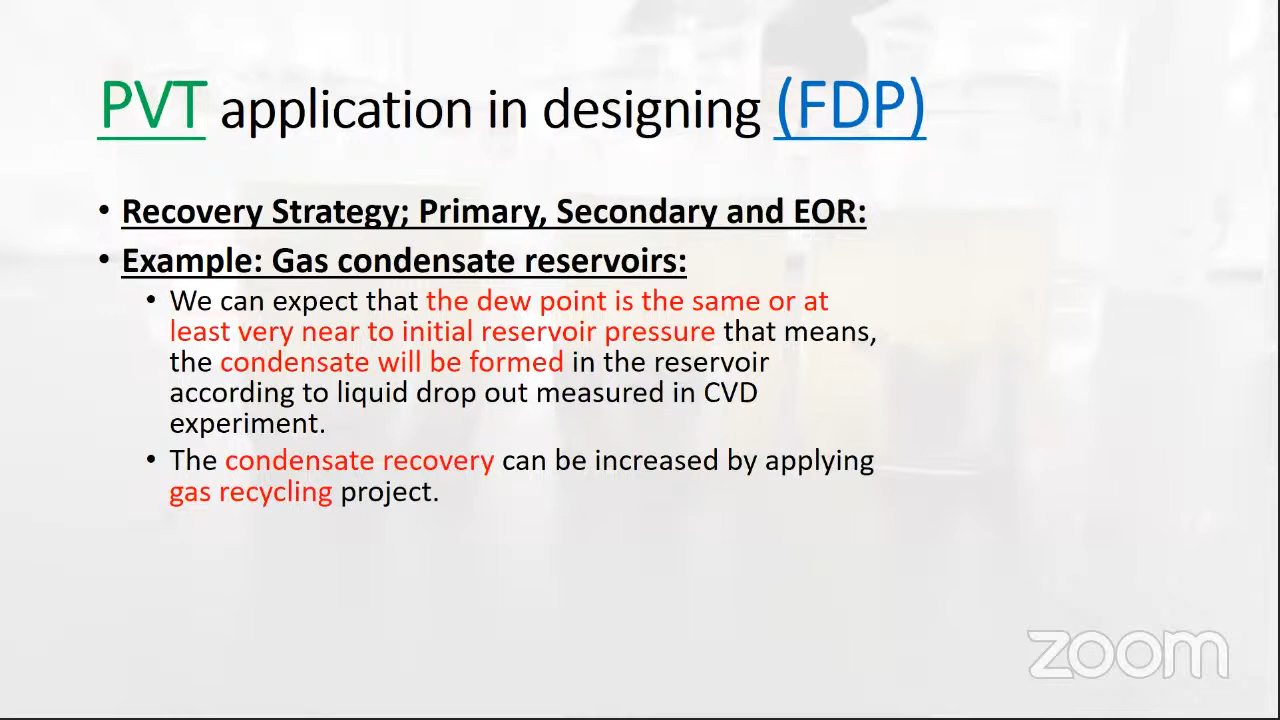 PVT application in designing (FDP)
• Recovery Strategy; Primary, Secondary and EOR:
• Example: Gas condensate reservoirs:
• We can expect that the dew point is the same or at
least very near to initial reservoir pressure that means,
the condensate will be formed in the reservoir
according to liquid drop out measured in CVD
experiment.
• The condensate recovery can be increased by applying
gas recycling project.
zoom